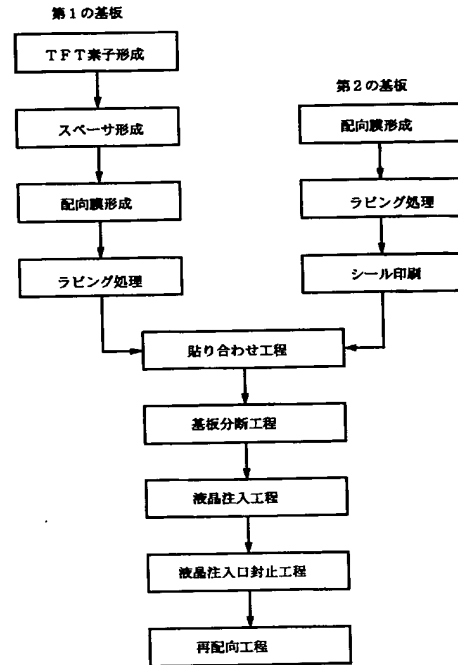 第1の基板
TFT素子形成
スペーサ形成
配向膜形成
ラビング処理
第2の基板
配向膜形成
ラビング処理
シール印刷
貼り合わせ工程
基板分断工程
液晶注入工程
液晶注入口封止工程
再配向工程